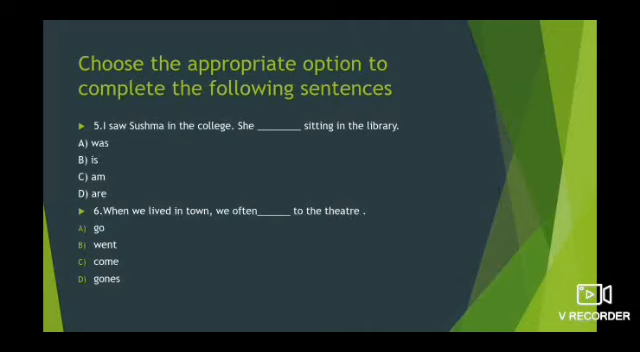 Choose the appropriate option to
complete the following sentences
5.I saw Sushma in the college. She ________ sitting in the library.
A) was
B) is
C) am
D) are
6.When we lived in town, we often______ to the theatre .
A) go
B) went
C) come
D) gones
V RECORDER